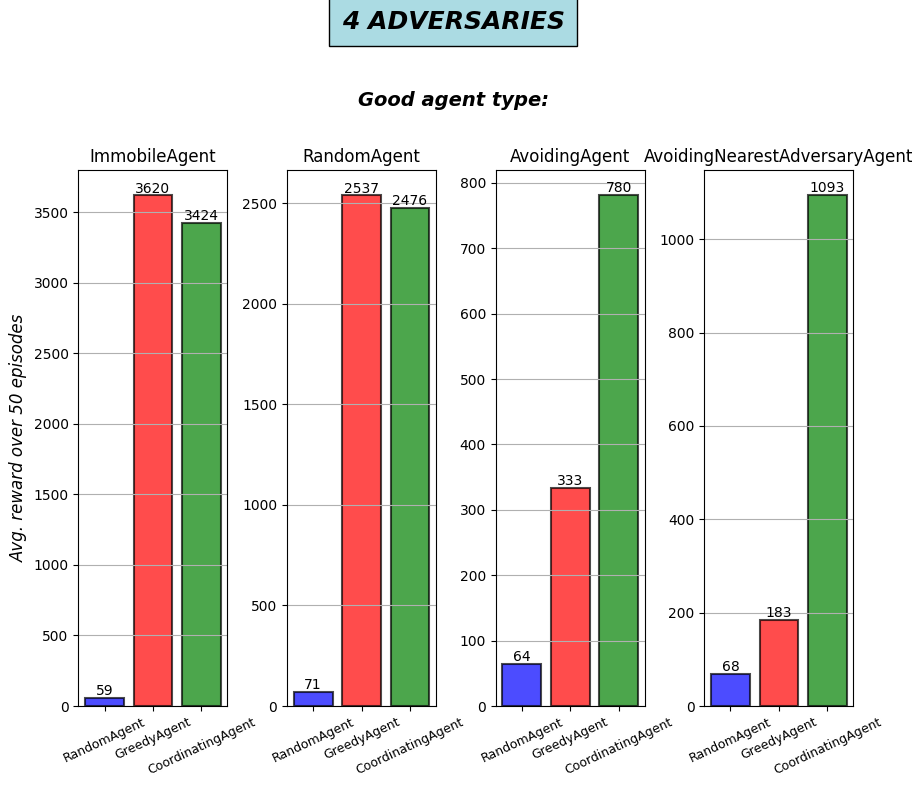 4 ADVERSARIES
Good agent type:
ImmobileAgent
RandomAgent
AvoidingAgent
AvoidingNearestAdversaryAgent
Avg. reward over 50 episodes
3500
3000
2500
2000
1500
1000
500
0
59
3620
3424
RandomAgent
GreedyAgent
CoordinatingAgent
2500
2000
1500
1000
500
0
71
2537
2476
RandomAgent
GreedyAgent
CoordinatingAgent
800
700
600
500
400
300
200
100
0
64
333
780
RandomAgent
GreedyAgent
CoordinatingAgent
1000
800
600
400
200
0
68
183
1093
RandomAgent
GreedyAgent
CoordinatingAgent